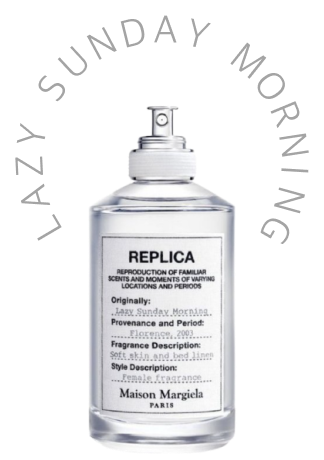 LAZY SUNDAY MORNING
REPLICA
REPRODUCTION OF FAMILIAR
SCENTS AND MOMENTS OF VARYING
LOCATIONS AND PERIODS
Originally:
Lazy Sunday Morning
Provenance and Period:
Florence, 2003
Fragrance Description:
Soft skin and bed linen
Style Description:
Female fragrance
Maison Margiela
PARIS